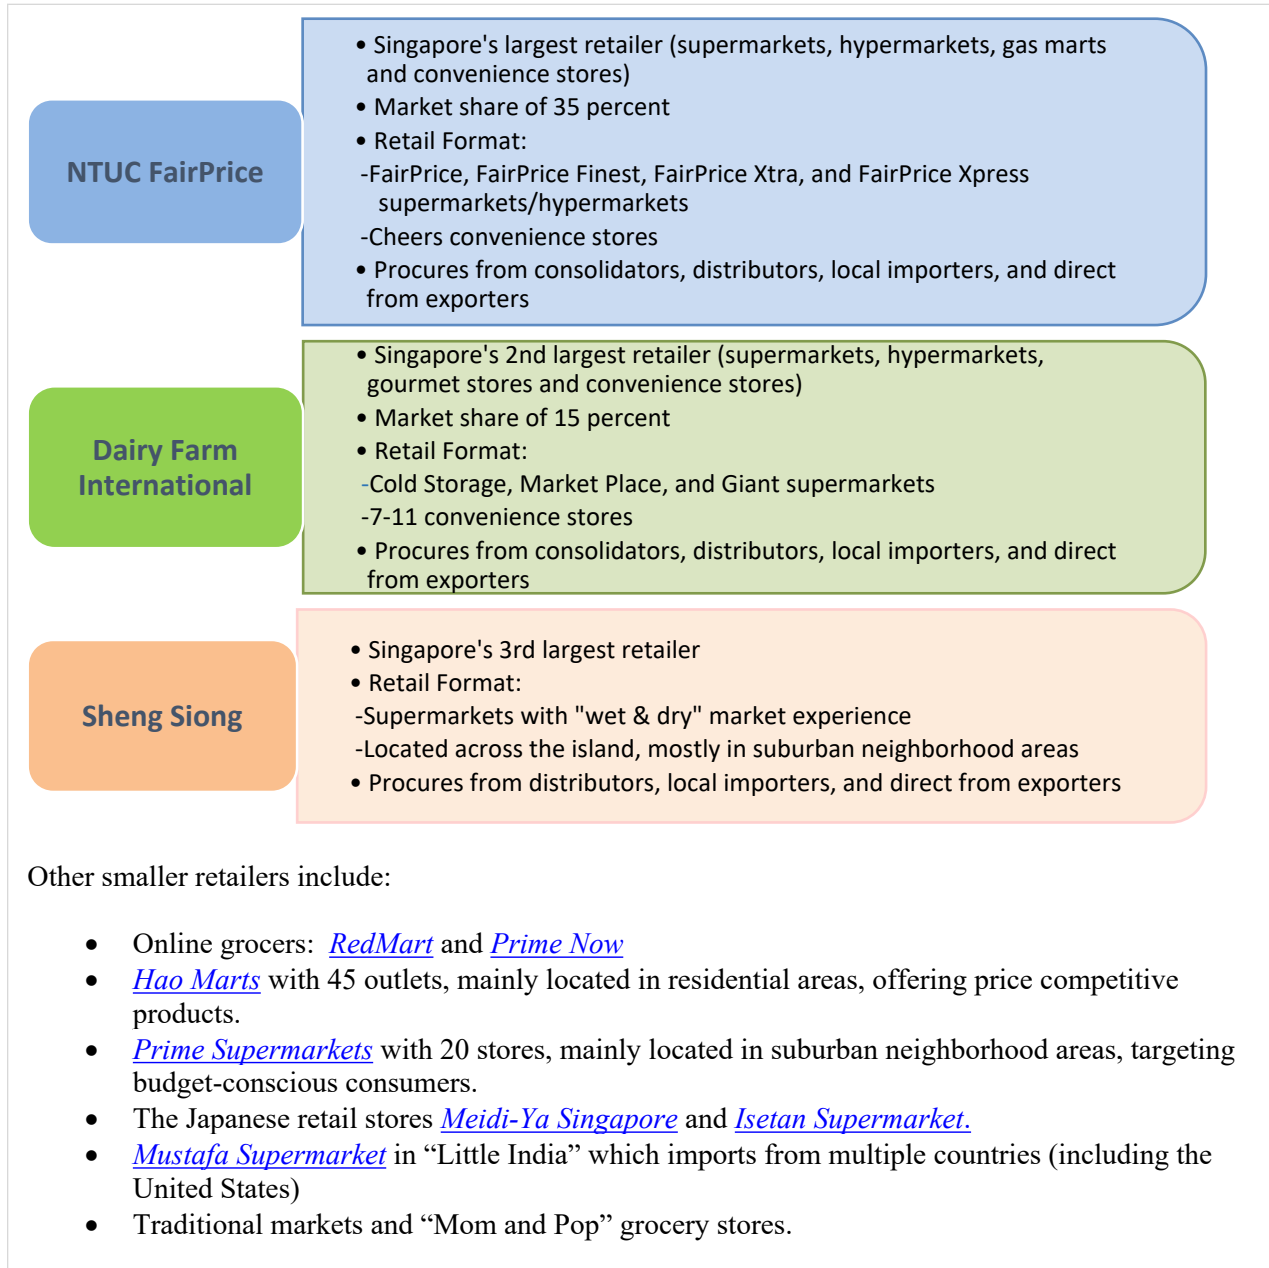 NTUC FairPrice
• Singapore's largest retailer (supermarkets, hypermarkets, gas marts
and convenience stores)
• Market share of 35 percent
• Retail Format:
-FairPrice, FairPrice Finest, FairPrice Xtra, and FairPrice Xpress
supermarkets/hypermarkets
-Cheers convenience stores
• Procures from consolidators, distributors, local importers, and direct
from exporters
Dairy Farm
International
• Singapore's 2nd largest retailer (supermarkets, hypermarkets,
gourmet stores and convenience stores)
• Market share of 15 percent
• Retail Format:
-Cold Storage, Market Place, and Giant supermarkets
-7-11 convenience stores
• Procures from consolidators, distributors, local importers, and direct
from exporters
Sheng Siong
• Singapore's 3rd largest retailer
• Retail Format:
-Supermarkets with "wet & dry" market experience
-Located across the island, mostly in suburban neighborhood areas
• Procures from distributors, local importers, and direct from exporters
Other smaller retailers include:
• Online grocers: RedMart and Prime Now
• Hao Marts with 45 outlets, mainly located in residential areas, offering price competitive
products.
• Prime Supermarkets with 20 stores, mainly located in suburban neighborhood areas, targeting
budget-conscious consumers.
• The Japanese retail stores Meidi-Ya Singapore and Isetan Supermarket.
• Mustafa Supermarket in “Little India” which imports from multiple countries (including the
United States)
• Traditional markets and “Mom and Pop” grocery stores.